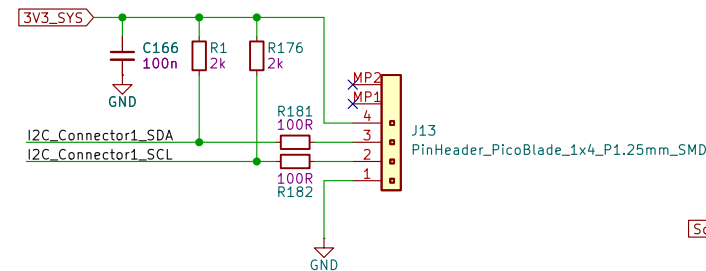 3V3_SYS
C166
100n
GND
R1
2k
R176
2k
MP2
MP1
4
3
2
1
R181
100R
100R
R182
I2C_Connector1_SDA
I2C_Connector1_SCL
J13
PinHeader_PicoBlade_1x4_P1.25mm_SMD
GND